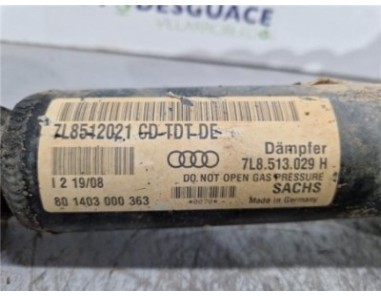 DESGUACE
7L8512021 CD-TDT-DE
Dämpfer
7L8.513.029 H
DO NOT OPEN GAS PRESSURE
I 2 19/08
SACHS
80 1403 000 363
*0076*
Made in Germany